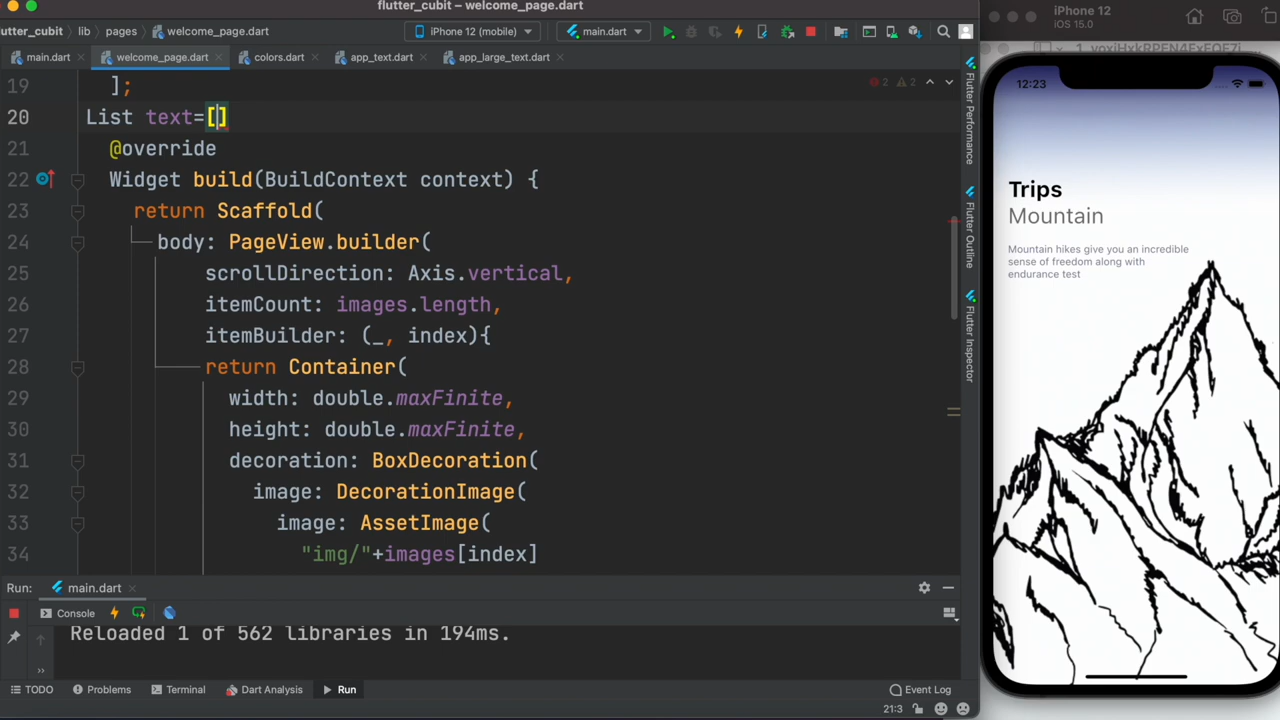 flutter_cubit – welcome_page.dart
lutter_cubit
lib
pages
welcome_page.dart
iPhone 12 (mobile)
main.dart
main.dart
welcome_page.dart
colors.dart
app_text.dart
app_large_text.dart
2
2
19 ];
20 List text=[]
21 @override
22 Widget build(BuildContext context) {
23 return Scaffold(
24 body: PageView.builder(
25 scrollDirection: Axis.vertical,
26 itemCount: images.length,
27 itemBuilder: (_, index){
28 return Container(
29 width: double.maxFinite,
30 height: double.maxFinite,
31 decoration: BoxDecoration(
32 image: DecorationImage(
33 image: AssetImage(
34 "img/"+images[index]
Flutter Performance
Flutter Outline
Flutter Inspector
Run:
main.dart
Console
Reloaded 1 of 562 libraries in 194ms.
TODO
Problems
Terminal
Dart Analysis
Run
Event Log
21:3
iPhone 12
iOS 15.0
12:23
Trips
Mountain
Mountain hikes give you an incredible
sense of freedom along with
endurance test